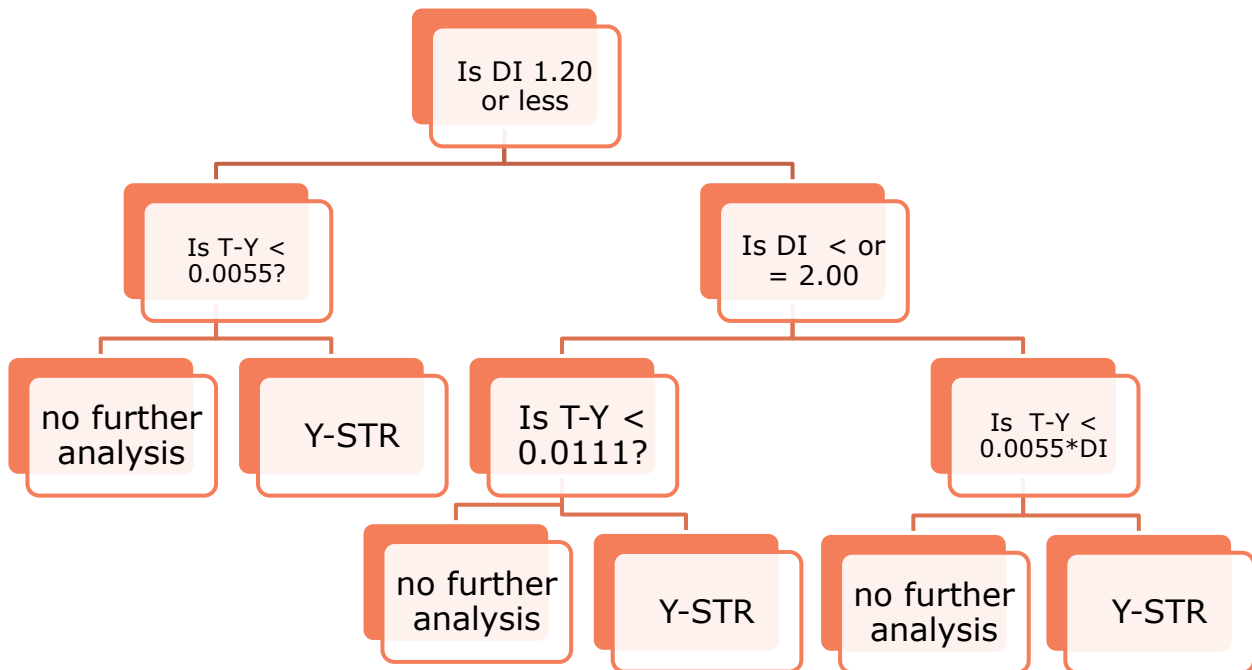 Is DI 1.20
or less
Is T-Y <
0.0055?
Is DI  < or
= 2.00
no further
analysis
Y-STR
Is T-Y <
0.0111?
Is  T-Y <
0.0055*DI
no further
analysis
Y-STR
no further
analysis
Y-STR